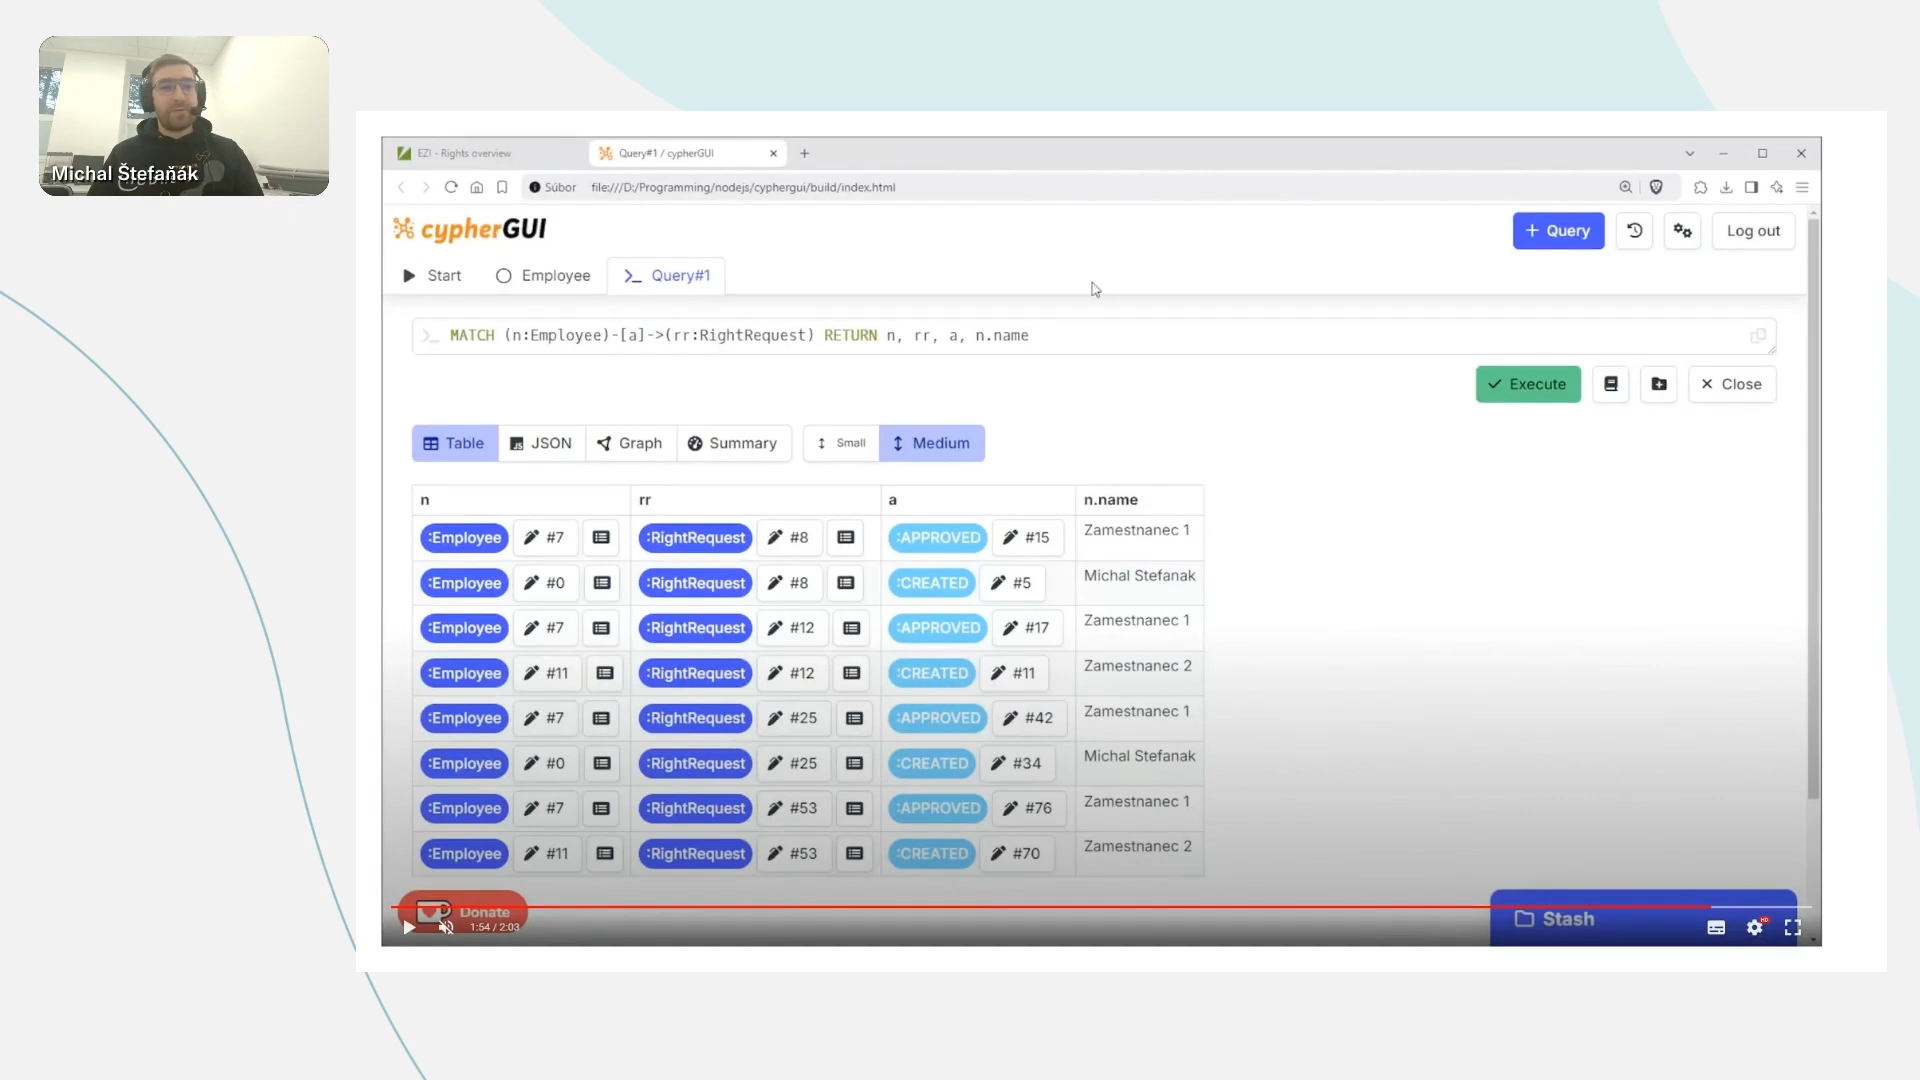 Michal Štefaňák
EZI - Rights overview
Query#1 / cypherGUI
Súbor file:///D:/Programming/nodejs/cyphergui/build/index.html
cypherGUI
+ Query
Log out
Start Employee >_ Query#1
>_ MATCH (n:Employee)-[a]->(rr:RightRequest) RETURN n, rr, a, n.name
Execute Close
Table JSON Graph Summary Small Medium
n rr a n.name
:Employee #7 :RightRequest #8 :APPROVED #15 Zamestnanec 1
:Employee #0 :RightRequest #8 :CREATED #5 Michal Stefanak
:Employee #7 :RightRequest #12 :APPROVED #17 Zamestnanec 1
:Employee #11 :RightRequest #12 :CREATED #11 Zamestnanec 2
:Employee #7 :RightRequest #25 :APPROVED #42 Zamestnanec 1
:Employee #0 :RightRequest #25 :CREATED #34 Michal Stefanak
:Employee #7 :RightRequest #53 :APPROVED #76 Zamestnanec 1
:Employee #11 :RightRequest #53 :CREATED #70 Zamestnanec 2
Donate
1:54 / 2:03
Stash
HD